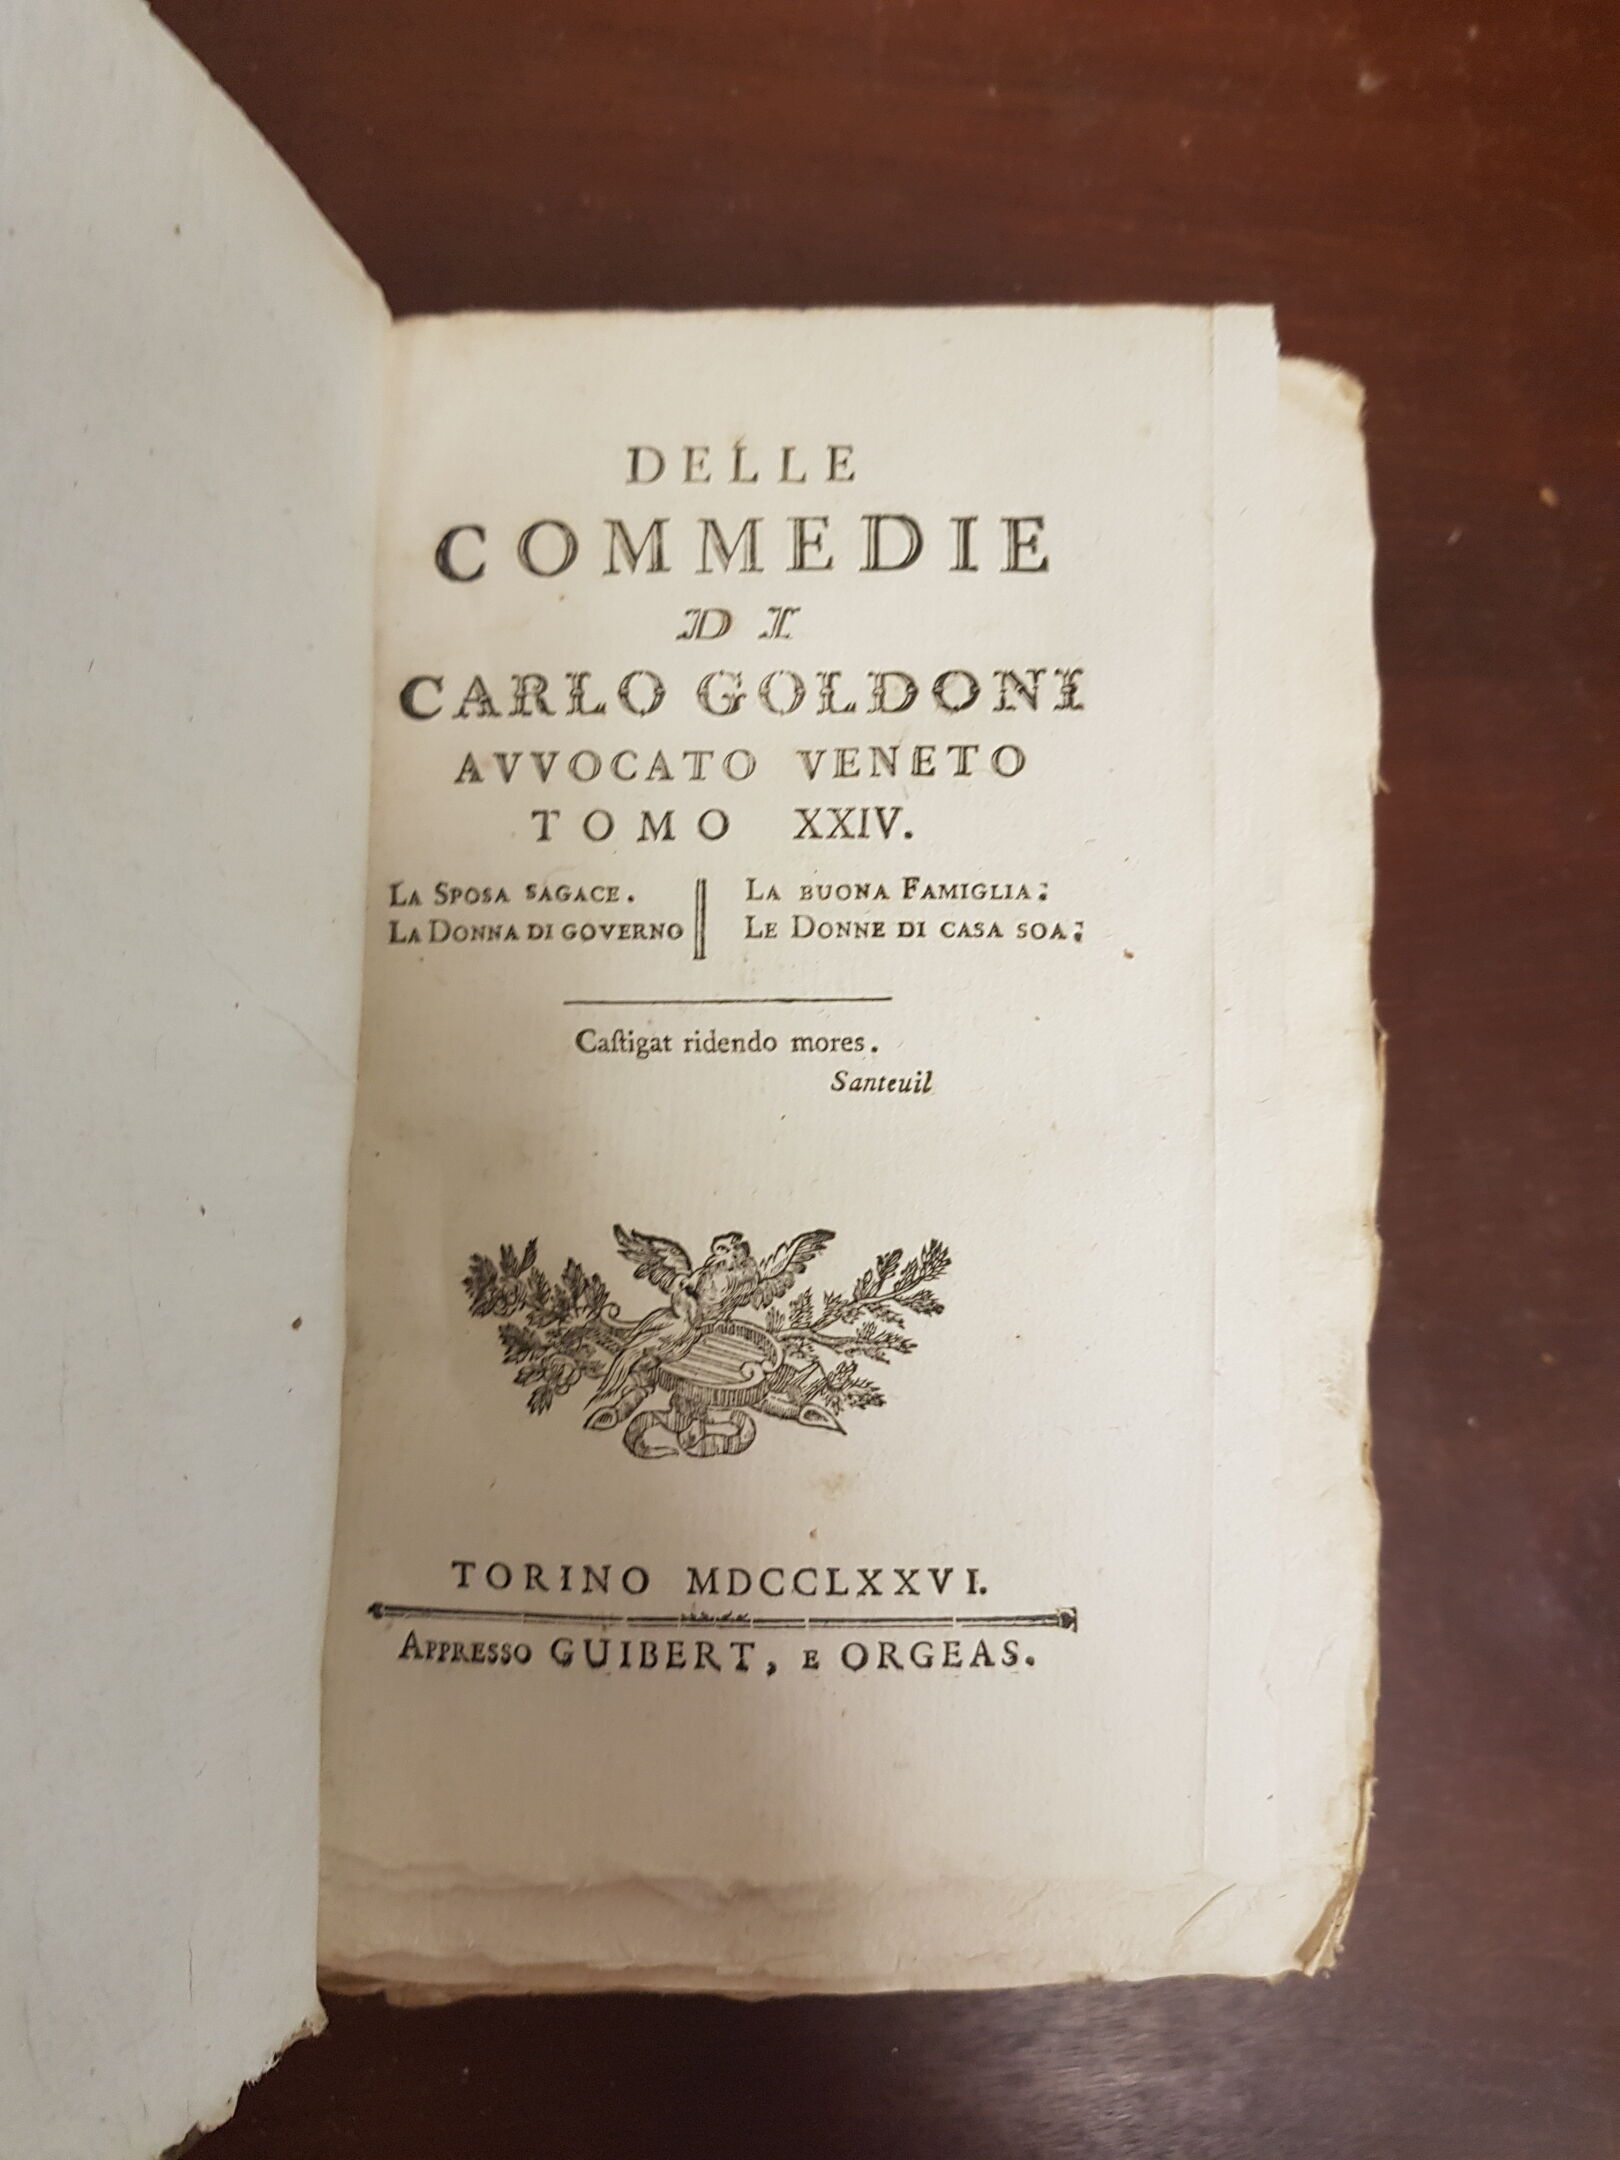 DELLE
COMMEDIE
DI
CARLO GOLDONI
AVVOCATO VENETO
TOMO XXIV.
LA SPOSA SAGACE.
LA DONNA DI GOVERNO
LA BUONA FAMIGLIA;
LE DONNE DI CASA SOA;
Caſtigat ridendo mores.
Santeuil
TORINO MDCCLXXVI.
APPRESSO GUIBERT, E ORGEAS.